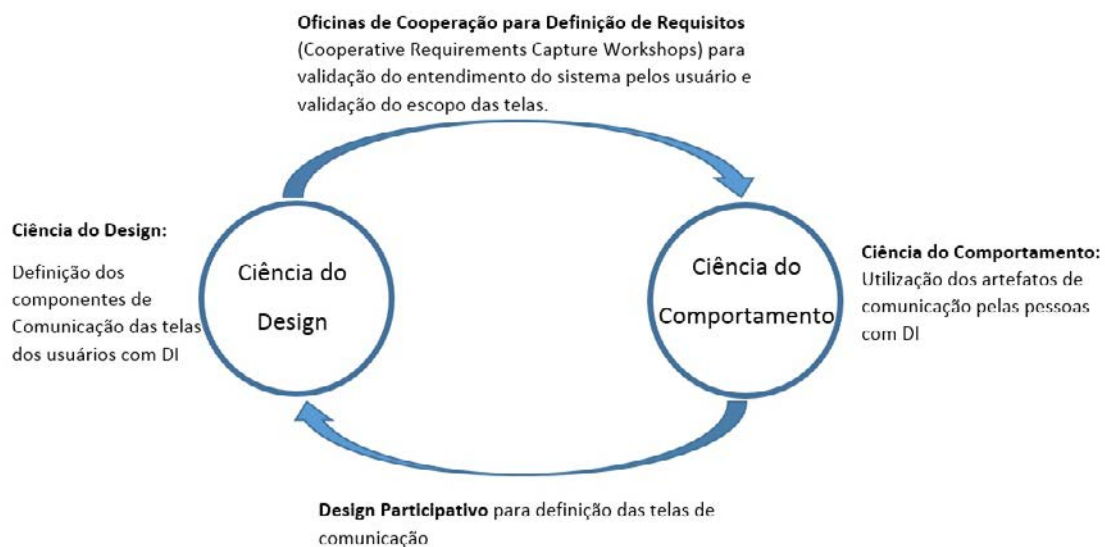 Oficinas de Cooperação para Definição de Requisitos
(Cooperative Requirements Capture Workshops) para
validação do entendimento do sistema pelos usuário e
validação do escopo das telas.
Ciência do Design:
Definição dos
componentes de
Comunicação das telas
dos usuários com DI
Ciência do
Design
Ciência do
Comportamento
Ciência do Comportamento:
Utilização dos artefatos de
comunicação pelas pessoas
com DI
Design Participativo para definição das telas de
comunicação